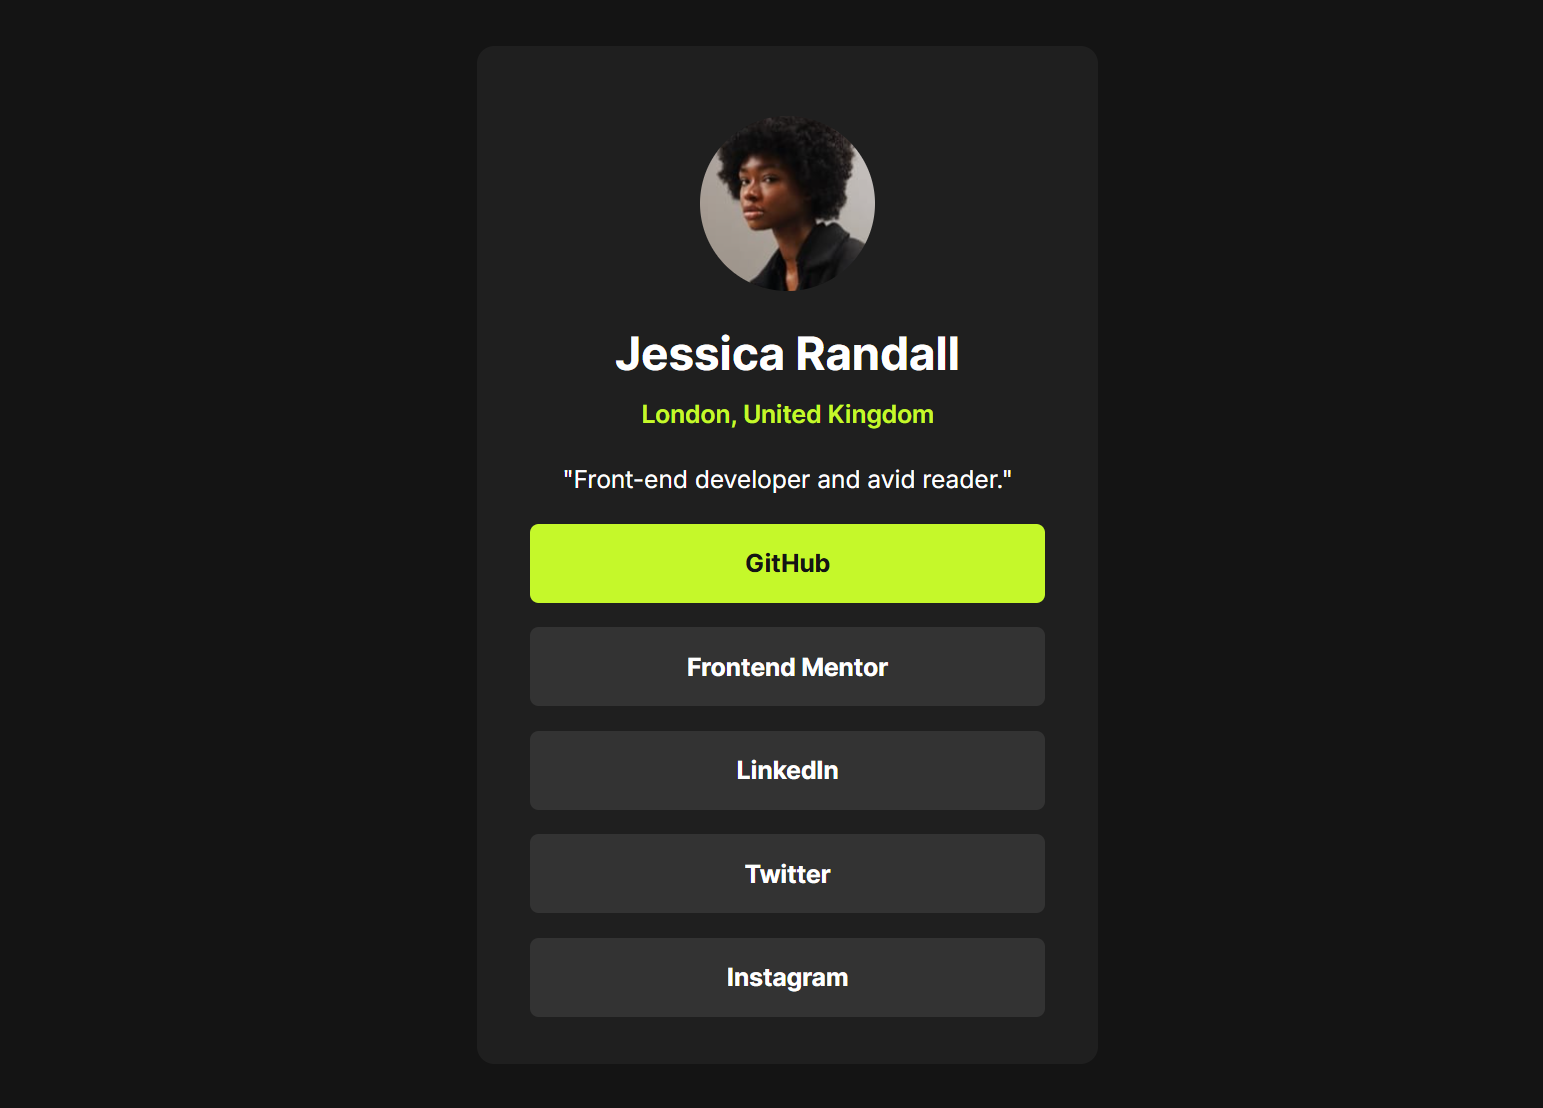 Jessica Randall
London, United Kingdom
"Front-end developer and avid reader."
GitHub
Frontend Mentor
LinkedIn
Twitter
Instagram